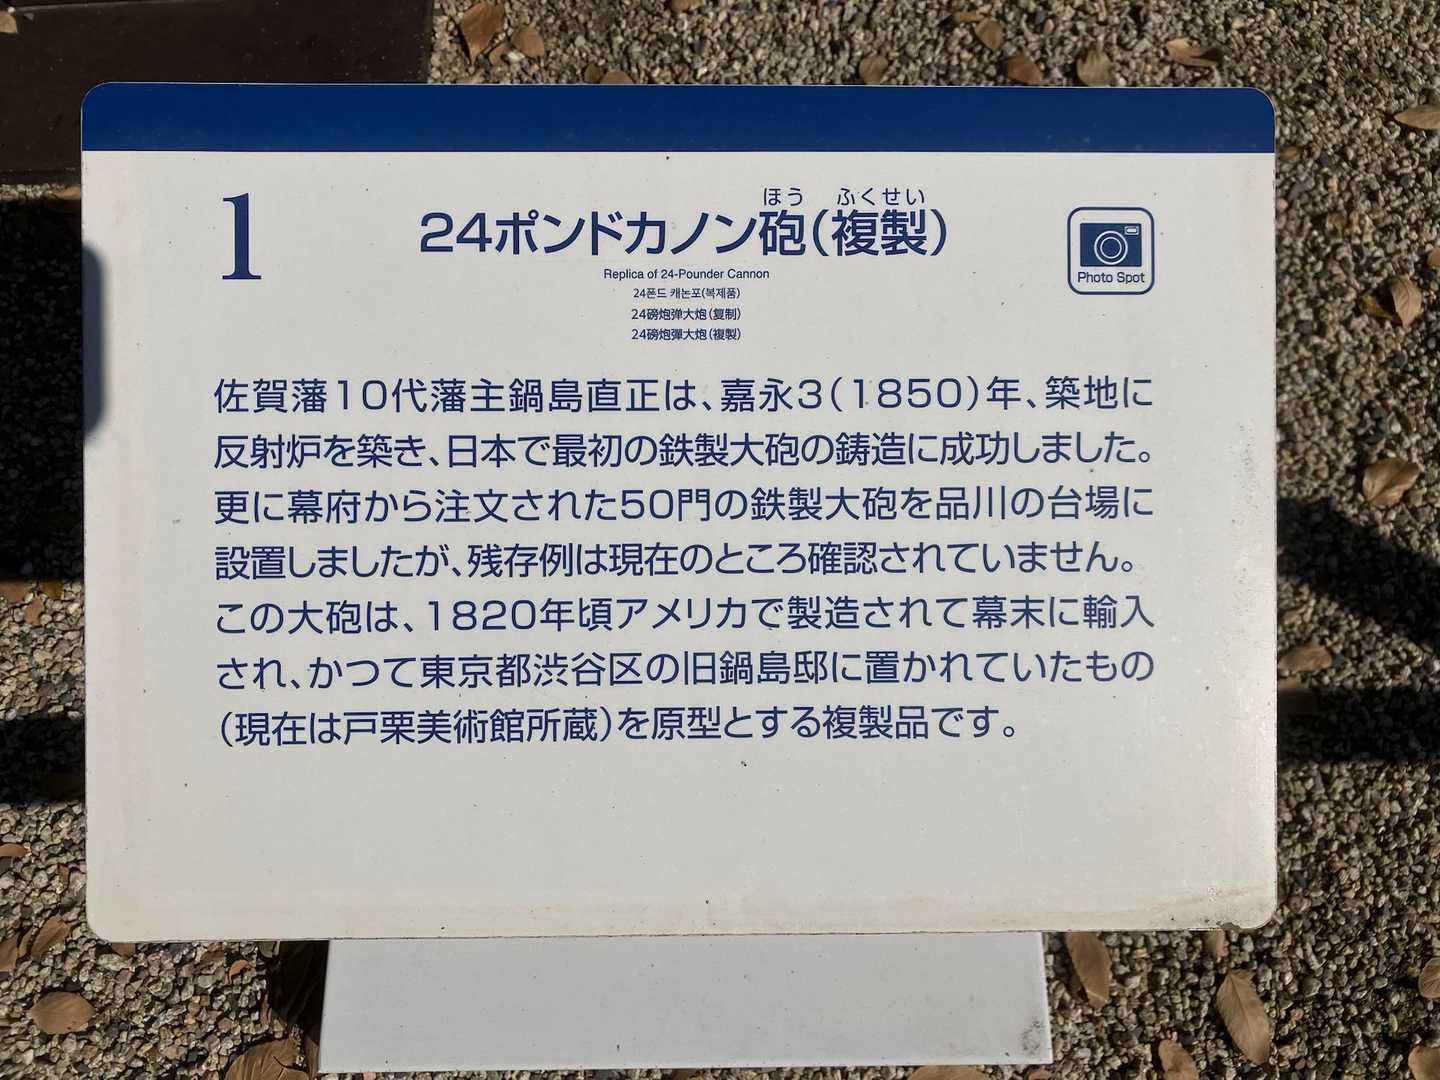 1
ほう ふくせい
24ポンドカノン砲(複製)
Replica of 24-Pounder Cannon
24폰드 캐논포(복제품)
24磅炮弹大炮(复制)
24磅炮彈大炮(複製)
Photo Spot
佐賀藩10代藩主鍋島直正は、嘉永3(1850)年、築地に
反射炉を築き、日本で最初の鉄製大砲の鋳造に成功しました。
更に幕府から注文された50門の鉄製大砲を品川の台場に
設置しましたが、残存例は現在のところ確認されていません。
この大砲は、1820年頃アメリカで製造されて幕末に輸入
され、かつて東京都渋谷区の旧鍋島邸に置かれていたもの
(現在は戸栗美術館所蔵)を原型とする複製品です。